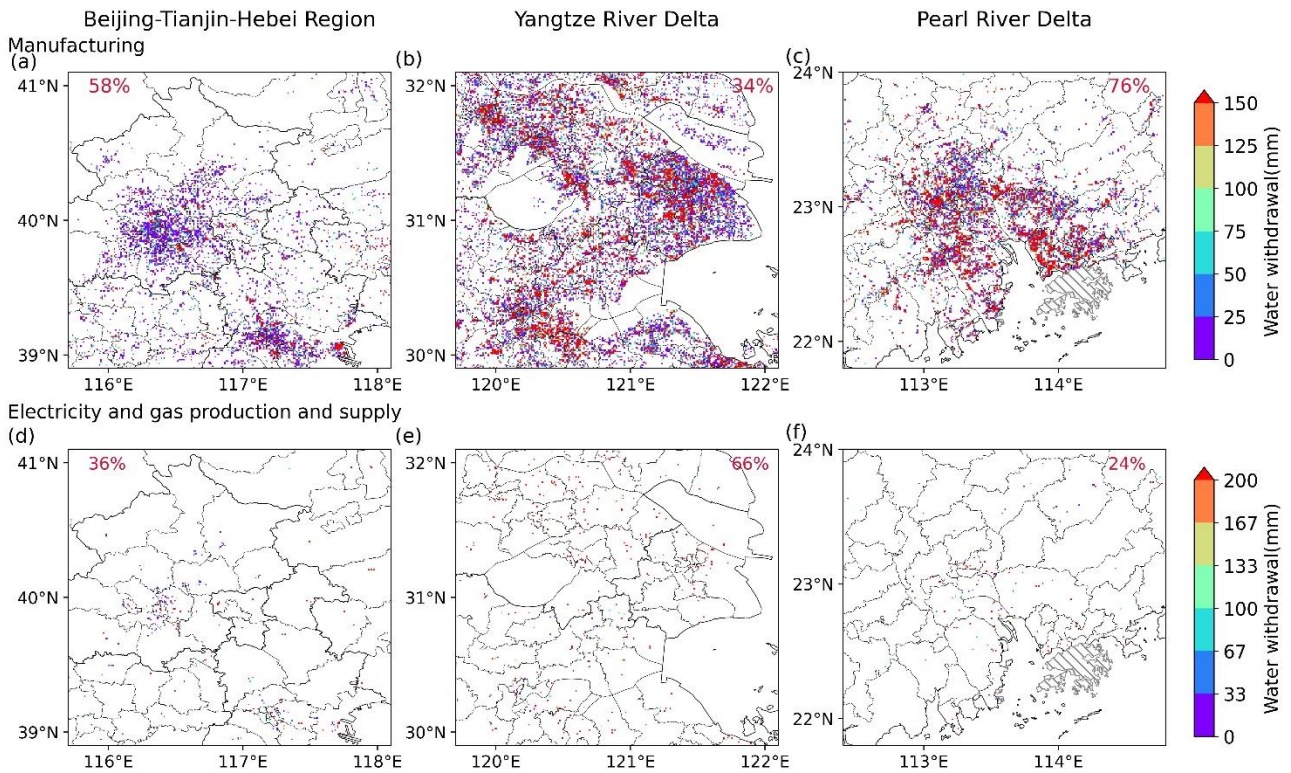 Beijing-Tianjin-Hebei Region Yangtze River Delta Pearl River Delta
Manufacturing
(a) (b) (c)
58% 34% 76%
41°N 32°N 24°N
40°N 31°N 23°N
39°N 30°N 22°N
116°E 117°E 118°E 120°E 121°E 122°E 113°E 114°E
150
125
100
75
50
25
0
Water withdrawal(mm)
Electricity and gas production and supply
(d) (e) (f)
36% 66% 24%
41°N 32°N 24°N
40°N 31°N 23°N
39°N 30°N 22°N
116°E 117°E 118°E 120°E 121°E 122°E 113°E 114°E
200
167
133
100
67
33
0
Water withdrawal(mm)